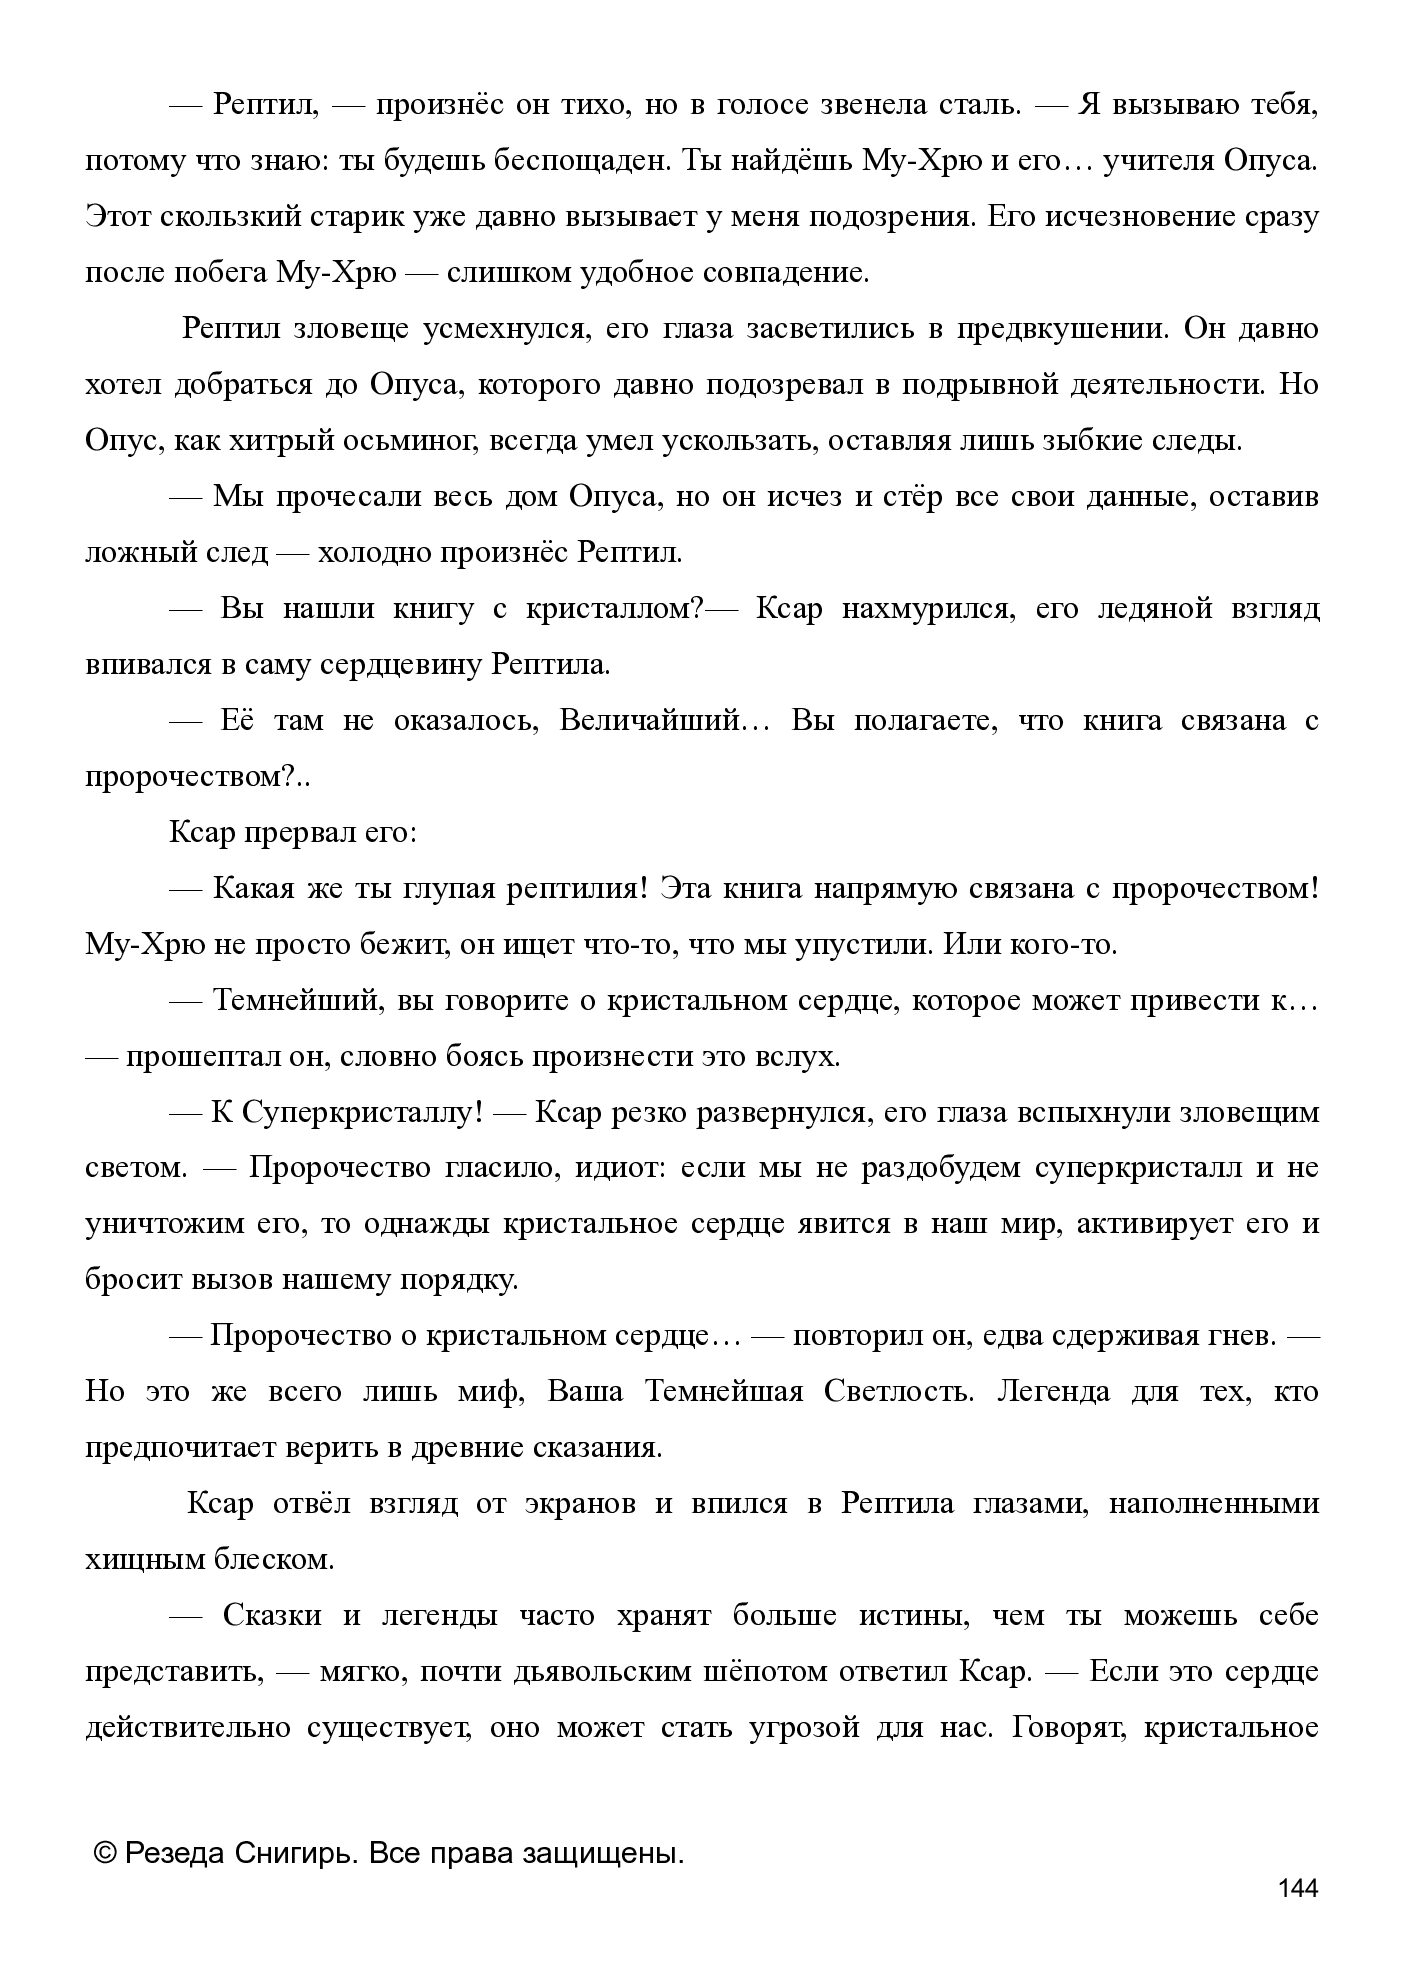 — Рептил, — произнёс он тихо, но в голосе звенела сталь. — Я вызываю тебя,
потому что знаю: ты будешь беспощаден. Ты найдёшь Му-Хрю и его… учителя Опуса.
Этот скользкий старик уже давно вызывает у меня подозрения. Его исчезновение сразу
после побега Му-Хрю — слишком удобное совпадение.
Рептил зловеще усмехнулся, его глаза засветились в предвкушении. Он давно
хотел добраться до Опуса, которого давно подозревал в подрывной деятельности. Но
Опус, как хитрый осьминог, всегда умел ускользать, оставляя лишь зыбкие следы.
— Мы прочесали весь дом Опуса, но он исчез и стёр все свои данные, оставив
ложный след — холодно произнёс Рептил.
— Вы нашли книгу с кристаллом?— Ксар нахмурился, его ледяной взгляд
впивался в саму сердцевину Рептила.
— Её там не оказалось, Величайший… Вы полагаете, что книга связана с
пророчеством?..
Ксар прервал его:
— Какая же ты глупая рептилия! Эта книга напрямую связана с пророчеством!
Му-Хрю не просто бежит, он ищет что-то, что мы упустили. Или кого-то.
— Темнейший, вы говорите о кристальном сердце, которое может привести к…
— прошептал он, словно боясь произнести это вслух.
— К Суперкристаллу! — Ксар резко развернулся, его глаза вспыхнули зловещим
светом. — Пророчество гласило, идиот: если мы не раздобудем суперкристалл и не
уничтожим его, то однажды кристальное сердце явится в наш мир, активирует его и
бросит вызов нашему порядку.
— Пророчество о кристальном сердце… — повторил он, едва сдерживая гнев. —
Но это же всего лишь миф, Ваша Темнейшая Светлость. Легенда для тех, кто
предпочитает верить в древние сказания.
Ксар отвёл взгляд от экранов и впился в Рептила глазами, наполненными
хищным блеском.
— Сказки и легенды часто хранят больше истины, чем ты можешь себе
представить, — мягко, почти дьявольским шёпотом ответил Ксар. — Если это сердце
действительно существует, оно может стать угрозой для нас. Говорят, кристальное
© Резеда Снигирь. Все права защищены.
144